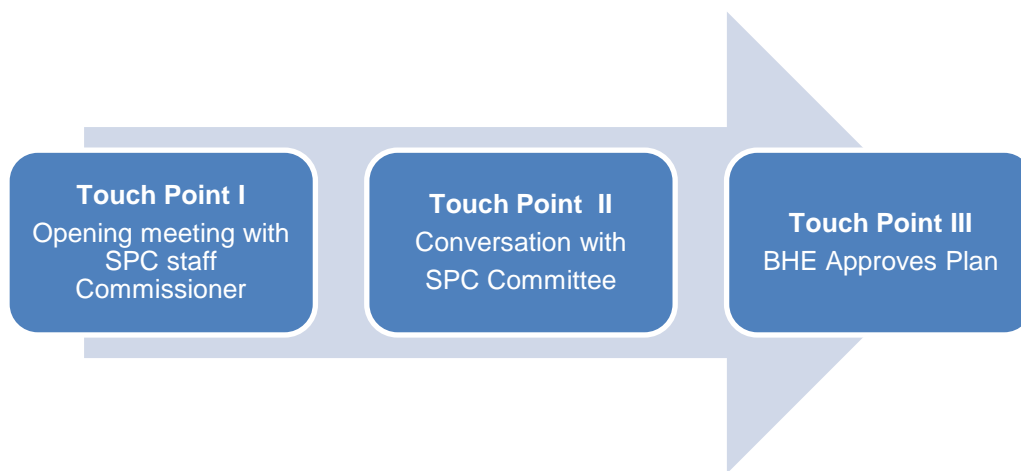 Touch Point I
Opening meeting with
SPC staff
Commissioner
Touch Point II
Conversation with
SPC Committee
Touch Point III
BHE Approves Plan